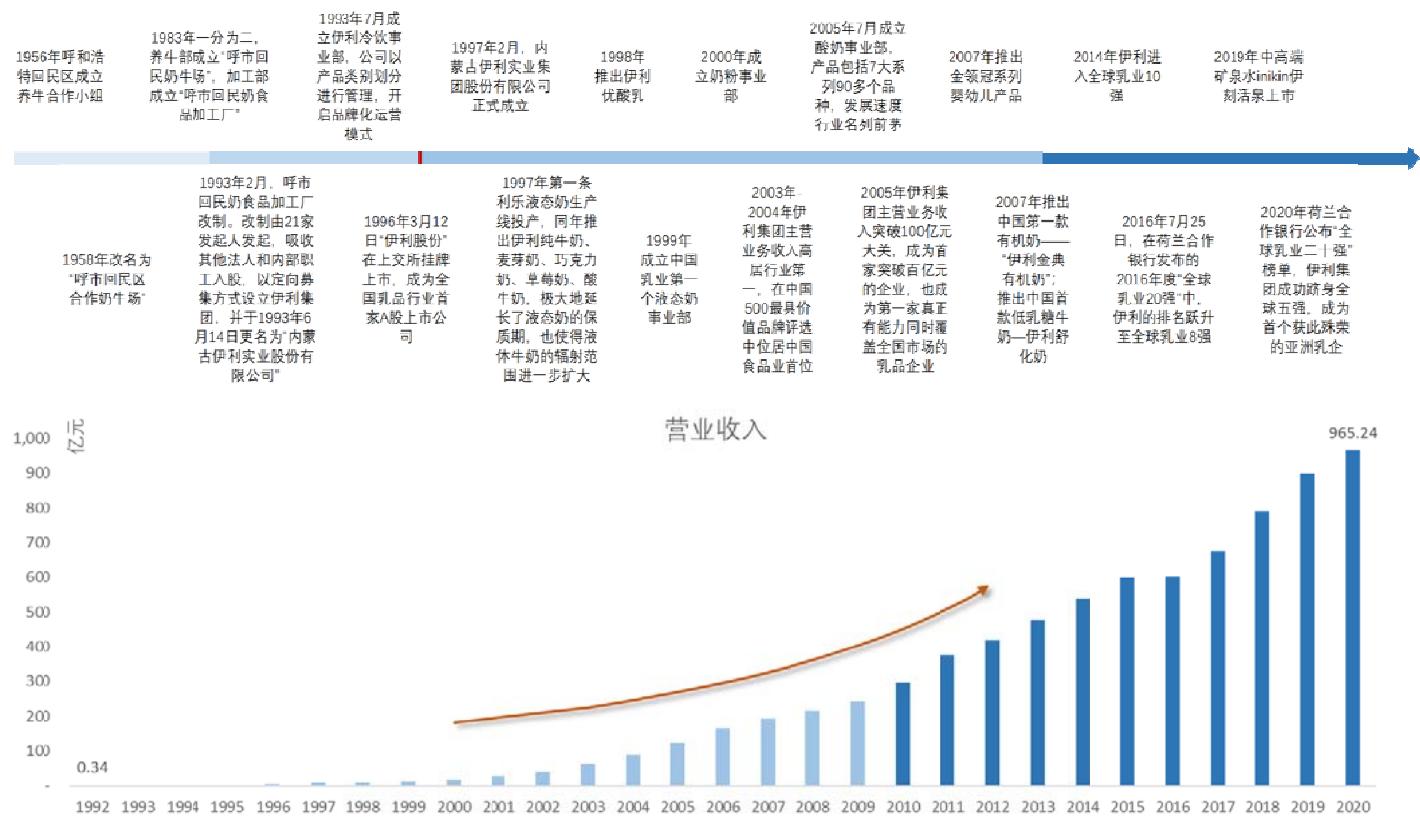 1956年呼和浩
特回民区成立
养牛合作小组
1983年一分为二，
养牛部成立“呼市回
民奶牛场”，加工部
成立“呼市回民奶食
品加工厂”
1993年7月成
立伊利冷饮事
业部，公司以
产品类别划分
进行管理，开
启品牌化运营
模式
1997年2月，内
蒙古伊利实业集
团股份有限公司
正式成立
1998年
推出伊利
优酸乳
2000年成
立奶粉事业
部
2005年7月成立
酸奶事业部，
产品包括7大系
列90多个品
种，发展速度
行业名列前茅
2007年推出
金领冠系列
婴幼儿产品
2014年伊利进
入全球乳业10
强
2019年中高端
矿泉水inikin伊
刻活泉上市
1958年改名为
“呼市回民区
合作奶牛场”
1993年2月，呼市
回民奶食品加工厂
改制。改制由21家
发起人发起，吸收
其他法人和内部职
工入股，以定向募
集方式设立伊利集
团，并于1993年6
月14日更名为“内蒙
古伊利实业股份有
限公司”
1996年3月12
日“伊利股份”
在上交所挂牌
上市，成为全
国乳品行业首
家A股上市公
司
1997年第一条
利乐液态奶生产
线投产，同年推
出伊利纯牛奶、
麦芽奶、巧克力
奶、草莓奶、酸
牛奶。极大地延
长了液态奶的保
质期，也使得液
体牛奶的辐射范
围进一步扩大
1999年
成立中国
乳业第一
个液态奶
事业部
2003年-
2004年伊
利集团主营
业务收入高
居行业第
一，在中国
500最具价
值品牌评选
中位居中国
食品业首位
2005年伊利集
团主营业务收
入突破100亿元
大关，成为首
家突破百亿元
的企业，也成
为第一家真正
有能力同时覆
盖全国市场的
乳品企业
2007年推出
中国第一款
有机奶——
“伊利金典
有机奶”；
推出中国首
款低乳糖牛
奶—伊利舒
化奶
2016年7月25
日，在荷兰合作
银行发布的
2016年度“全球
乳业20强”中，
伊利的排名跃升
至全球乳业8强
2020年荷兰合
作银行公布“全
球乳业二十强”
榜单，伊利集
团成功跻身全
球五强，成为
首个获此殊荣
的亚洲乳企
营业收入
亿元
1,000
900
800
700
600
500
400
300
200
100
-
0.34
965.24
1992 1993 1994 1995 1996 1997 1998 1999 2000 2001 2002 2003 2004 2005 2006 2007 2008 2009 2010 2011 2012 2013 2014 2015 2016 2017 2018 2019 2020